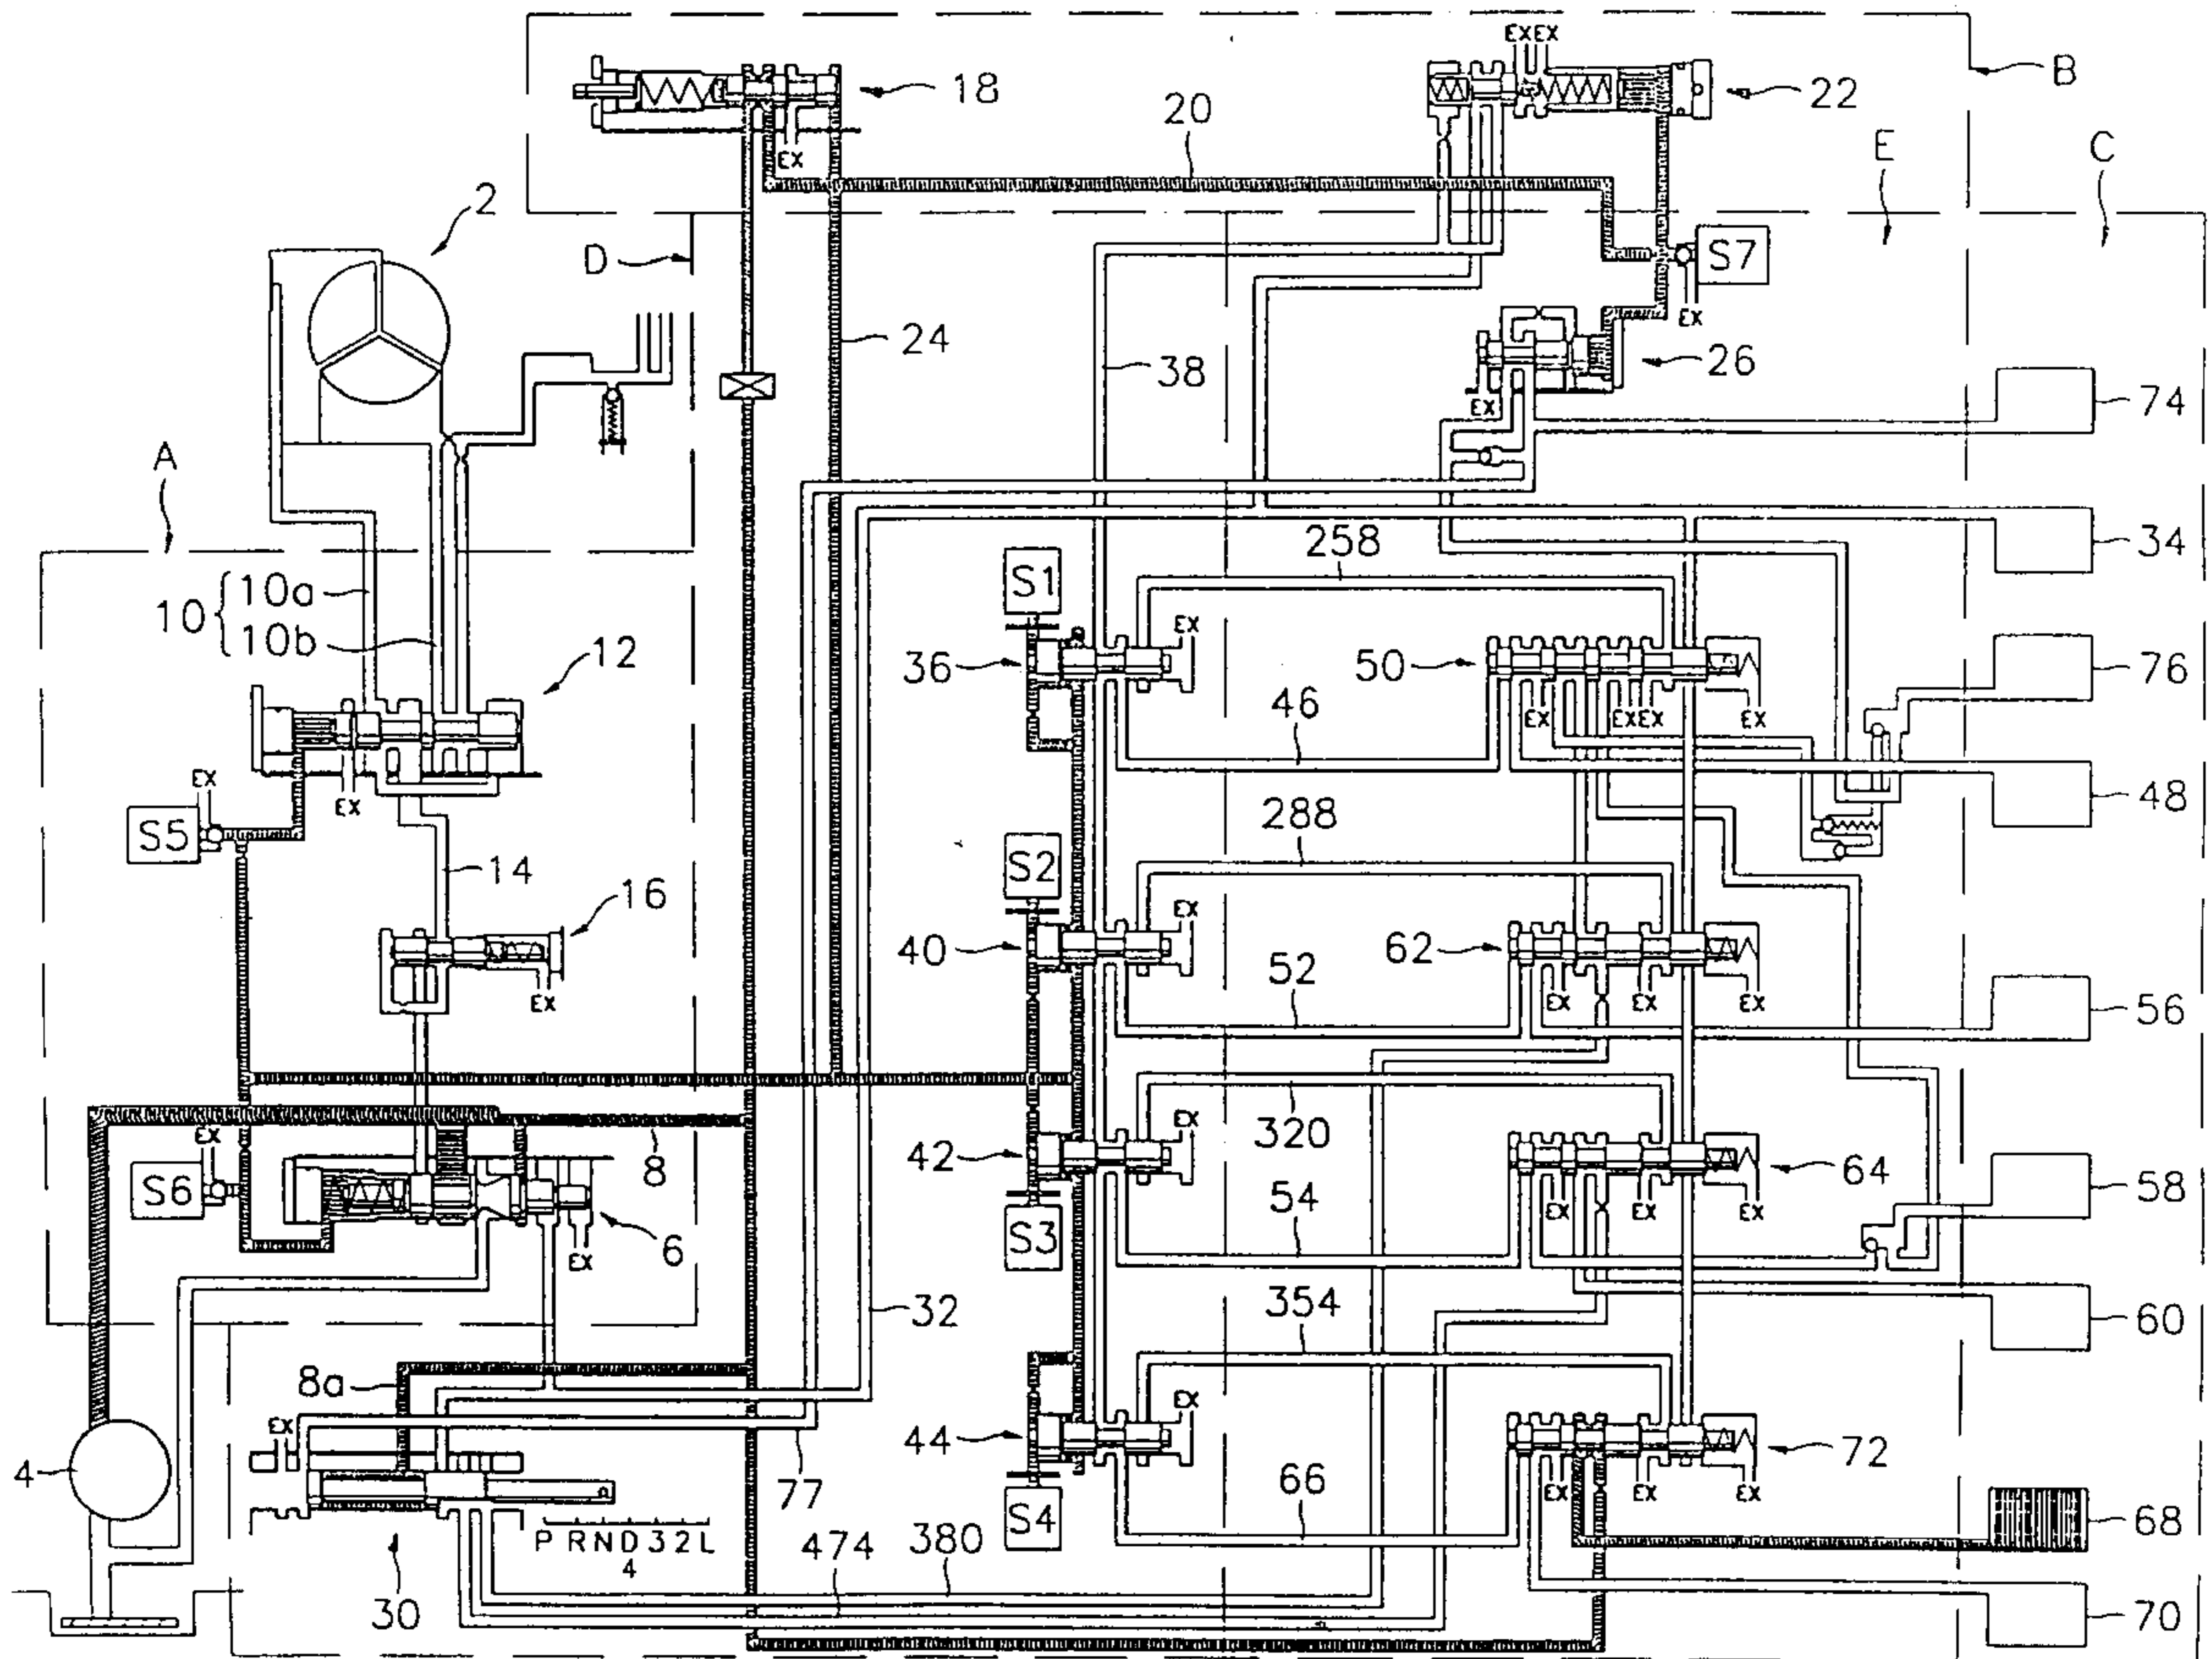 EX EX
B
18
22
20
EX
E
C
2
D
S7
EX
24
38
26
EX
74
A
34
258
S1
10 { 10a
10b
12
EX
36
50
76
46
EX
EX EX
EX
EX
EX
48
S5
288
S2
14
16
EX
40
62
EX
52
EX
EX
EX
56
8
EX
320
EX
42
64
S6
54
EX
EX
EX
58
6
S3
EX
32
354
60
8a
EX
EX
44
72
4
77
66
EX
EX
EX
S4
68
P R N D 3 2 L
4
474
380
30
70